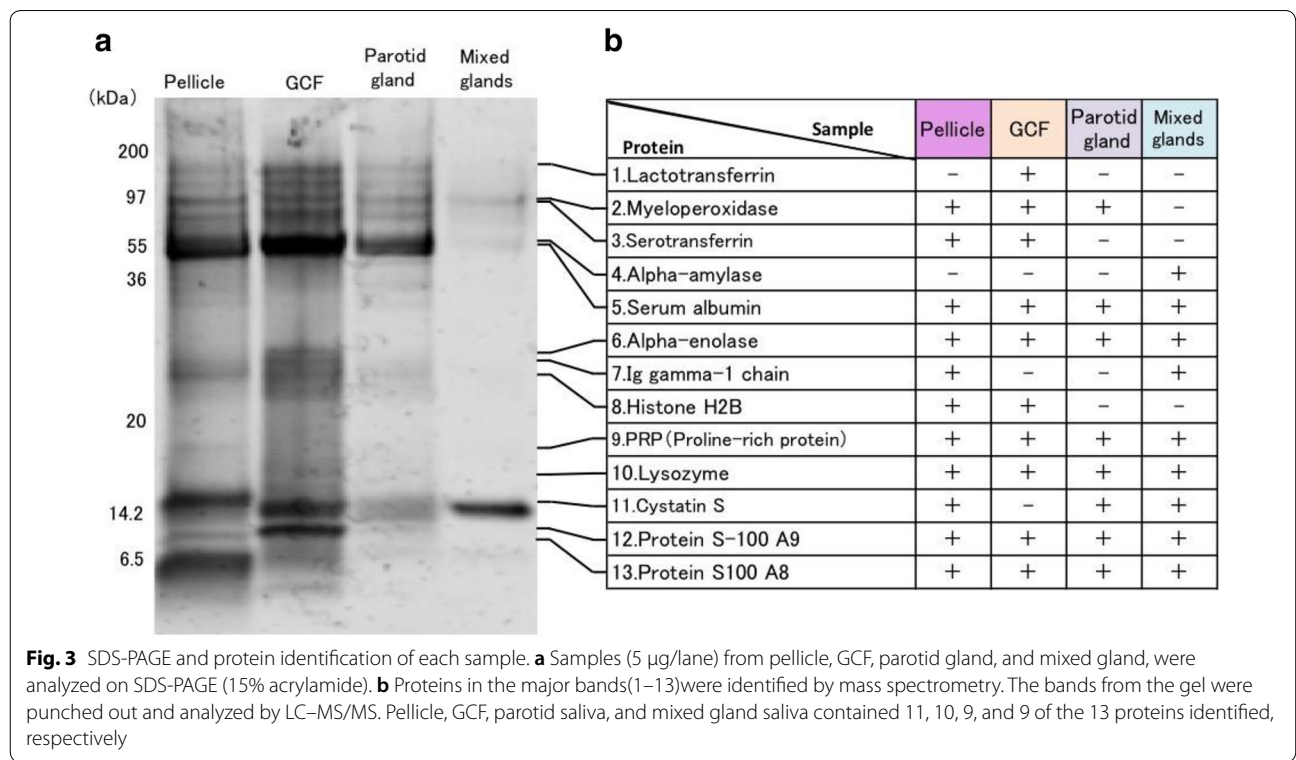 a
Pellicle GCF Parotid gland Mixed glands
(kDa)
200
97
55
36
20
14.2
6.5
b
Protein Sample Pellicle GCF Parotid gland Mixed glands
1.Lactotransferrin − + − −
2.Myeloperoxidase + + + −
3.Serotransferrin + + − −
4.Alpha-amylase − − − +
5.Serum albumin + + + +
6.Alpha-enolase + + + +
7.Ig gamma-1 chain + − − +
8.Histone H2B + + − −
9.PRP(Proline-rich protein) + + + +
10.Lysozyme + + + +
11.Cystatin S + − + +
12.Protein S-100 A9 + + + +
13.Protein S100 A8 + + + +
Fig. 3 SDS-PAGE and protein identification of each sample. a Samples (5 µg/lane) from pellicle, GCF, parotid gland, and mixed gland, were
analyzed on SDS-PAGE (15% acrylamide). b Proteins in the major bands(1–13)were identified by mass spectrometry. The bands from the gel were
punched out and analyzed by LC–MS/MS. Pellicle, GCF, parotid saliva, and mixed gland saliva contained 11, 10, 9, and 9 of the 13 proteins identified,
respectively